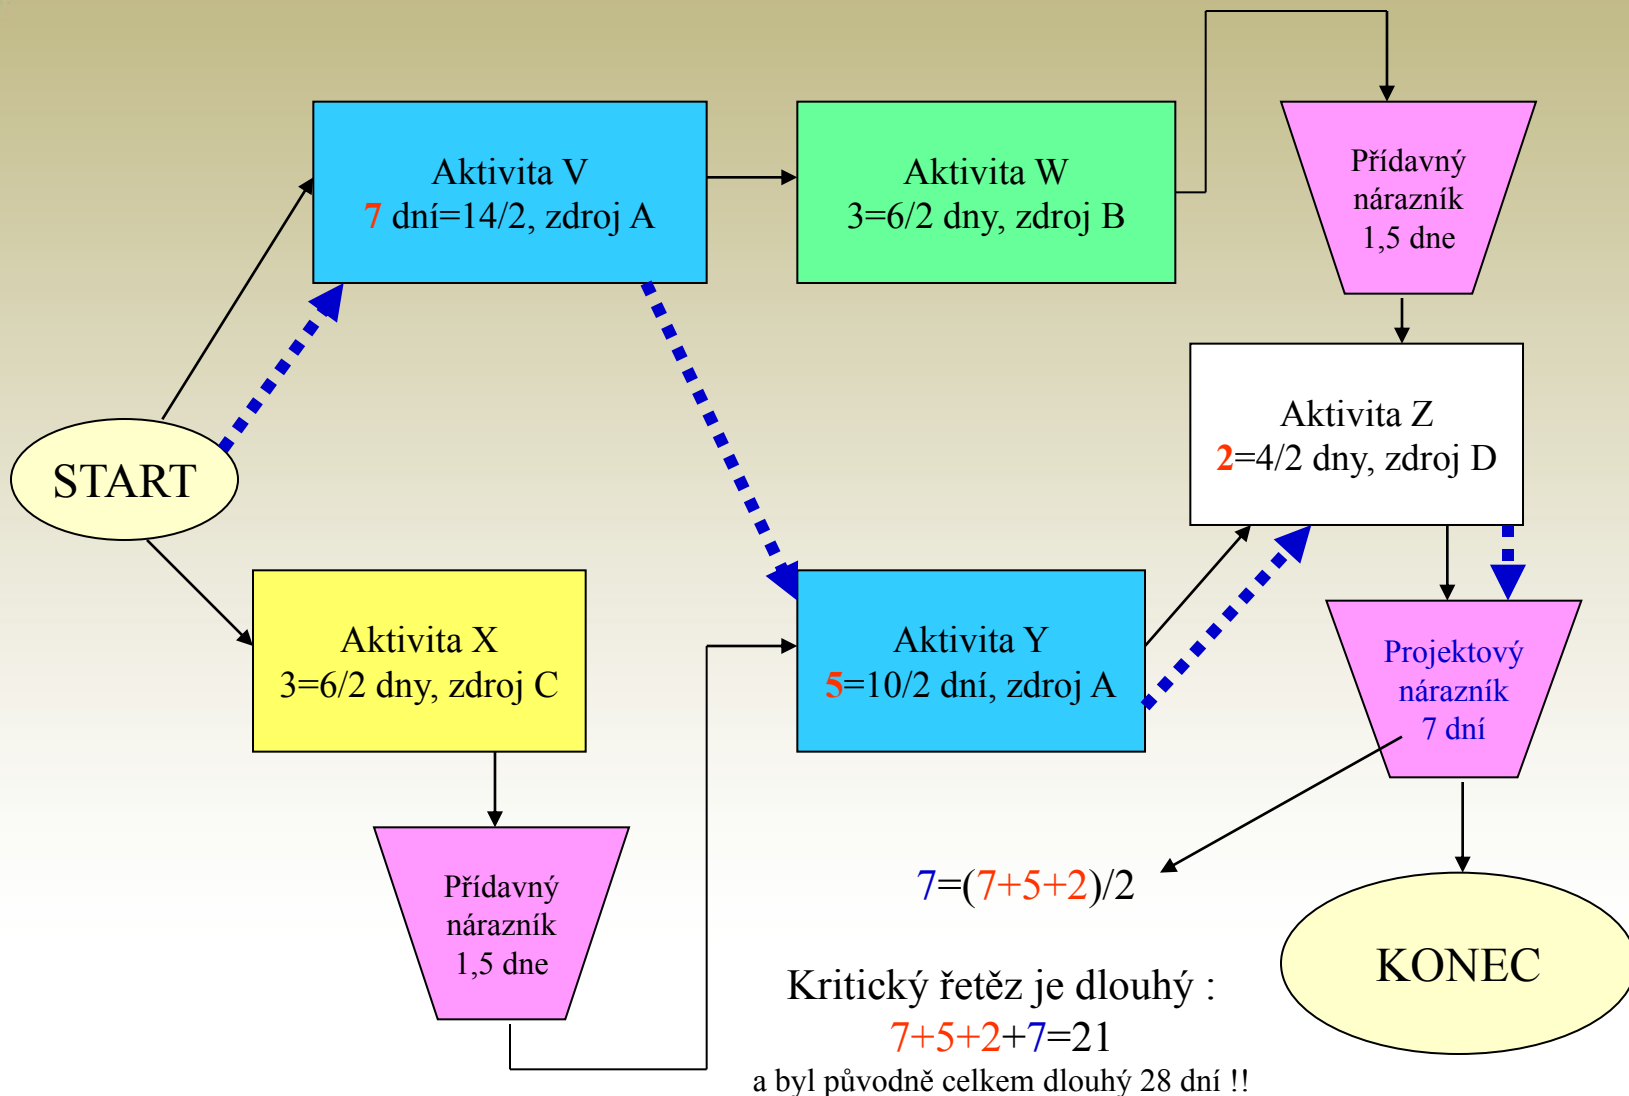 Aktivita V
7 dní=14/2, zdroj A
Aktivita W
3=6/2 dny, zdroj B
Přídavný
nárazník
1,5 dne
Aktivita Z
2=4/2 dny, zdroj D
START
Aktivita X
3=6/2 dny, zdroj C
Aktivita Y
5=10/2 dní, zdroj A
Projektový
nárazník
7 dní
Přídavný
nárazník
1,5 dne
7=(7+5+2)/2
KONEC
Kritický řetěz je dlouhý :
7+5+2+7=21
a byl původně celkem dlouhý 28 dní !!